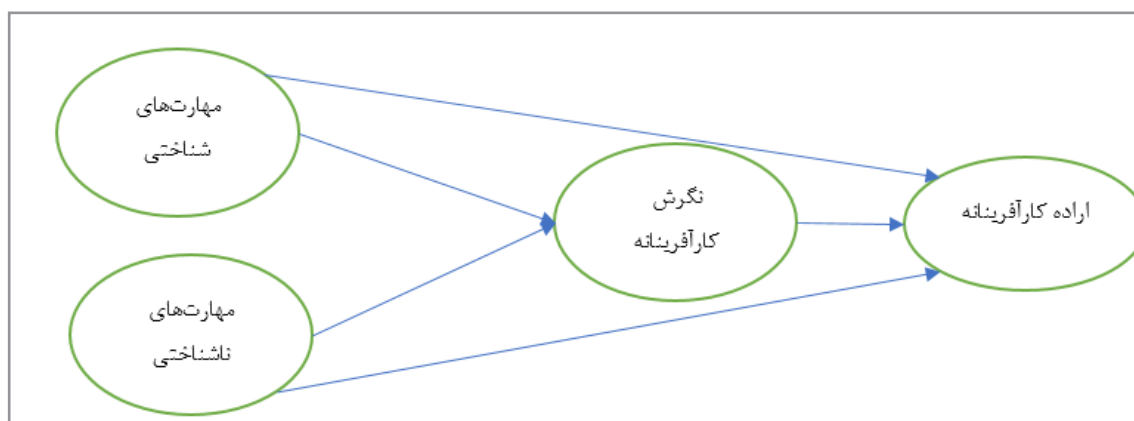 مهارت‌های
شناختی
نگرش
کارآفرینانه
اراده کارآفرینانه
مهارت‌های
ناشناختی